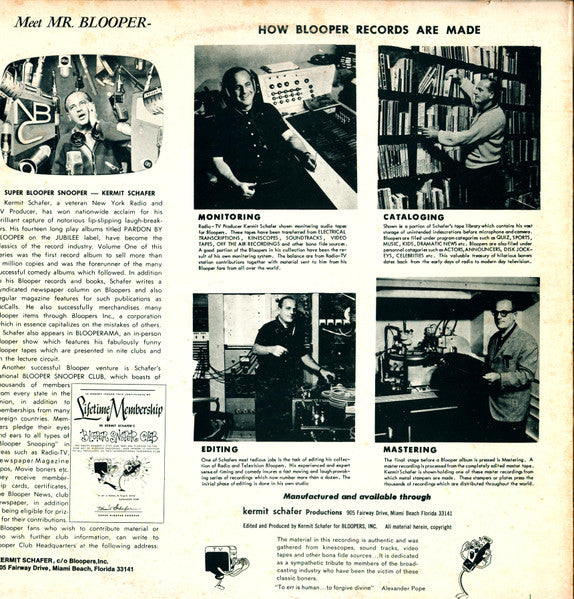 Meet MR. BLOOPER-
HOW BLOOPER RECORDS ARE MADE
NBC
SUPER BLOOPER SNOOPER — KERMIT SCHAFER
Kermit Schafer, a veteran New York Radio and
TV Producer, has won nationwide acclaim for his
brilliant capture of notorious lip-slipping laugh-break-
ers. His fourteen long play albums titled PARDON MY
BLOOPER on the JUBILEE label, have become the
classics of the record industry. Volume One of this
series was the first record album to sell more than
million copies and was the forerunner of the many
successful comedy albums which followed. In addition
to his Blooper records and books, Schafer writes a
syndicated newspaper column on Bloopers and also
regular magazine features for such publications as
McCalls. He also successfully merchandises many
Blooper items through Bloopers Inc., a corporation
which in essence capitalizes on the mistakes of others.
Schafer also appears in BLOOPERAMA, an in-person
Blooper show which features his fabulously funny
Blooper tapes which are presented in nite clubs and
on the lecture circuit.
Another successful Blooper venture is Schafer's
national BLOOPER SNOOPER CLUB, which boasts of
thousands of members
from every state in the
union, in addition to
memberships from many
foreign countries. Mem-
bers pledge their eyes
and ears to all types of
"Blooper Snooping" in
areas such as Radio-TV,
Newspaper Magazine
Typos, Movie boners etc.
They receive member-
ship cards, certificates,
the Blooper News, club
newspaper, in addition
to being eligible for priz-
es for their contributions.
Blooper fans who wish to contribute material or
who wish further club information, can write to
Blooper Club Headquarters at the following address:
KERMIT SCHAFER, c/o Bloopers, Inc.
905 Fairway Drive, Miami Beach, Florida 33141
Lifetime Membership
IN KERMIT SCHAFER'S
BLOOPER SNOOPER CLUB
Kermit Schafer
MONITORING
Radio-TV Producer Kermit Schafer shown monitoring audio tapes
for Bloopers. These tapes have been transferred from ELECTRICAL
TRANSCRIPTIONS, KINESCOPES, SOUNDTRACKS, VIDEO
TAPES, OFF THE AIR RECORDINGS and other bona fide sources.
A good portion of the Bloopers in this collection have been the re-
sult of his own monitoring system. The balance are from Radio-TV
station contributions together with material sent to him from his
Blooper fans from all over the world.
CATALOGING
Shown is a portion of Schafer's tape library which contains his vast
storage of unintended indiscretions before microphone and camera.
Bloopers are filed under program categories such as QUIZ, SPORTS,
MUSIC, KIDS, DRAMATIC NEWS etc. Bloopers are also filed under
personnel categories such as ACTORS, ANNOUNCERS, DISK JOCK-
EYS, CELEBRITIES etc. This valuable treasury of hilarious boners
dates back from the early days of radio to modern day television.
EDITING
One of Schafers most tedious jobs is the task of editing his collec-
tion of Radio and Television Bloopers. His experienced and expert
sense of timing combine to insure a fast moving and laugh-provok-
ing series of recordings which now number more than a dozen. The
initial phase of editing is done in his own studio.
MASTERING
The final stage before a Blooper album is pressed is Mastering. A
master recording is processed from the completely edited master tape.
Kermit Schafer is shown holding one of these master recordings from
which metal stampers are made. These stampers or plates press the
thousands of recordings which are distributed throughout the world.
Manufactured and available through
kermit schafer Productions 905 Fairway Drive, Miami Beach Florida 33141
Edited and Produced by Kermit Schafer for BLOOPERS, INC. All material herein, copyright
The material in this recording is authentic and was
gathered from kinescopes, sound tracks, video
tapes and other bona fide sources...It is dedicated
as a sympathetic tribute to members of the broad-
casting industry who have been the victim of these
classic boners.
"To err is human... to forgive divine" Alexander Pope
TV